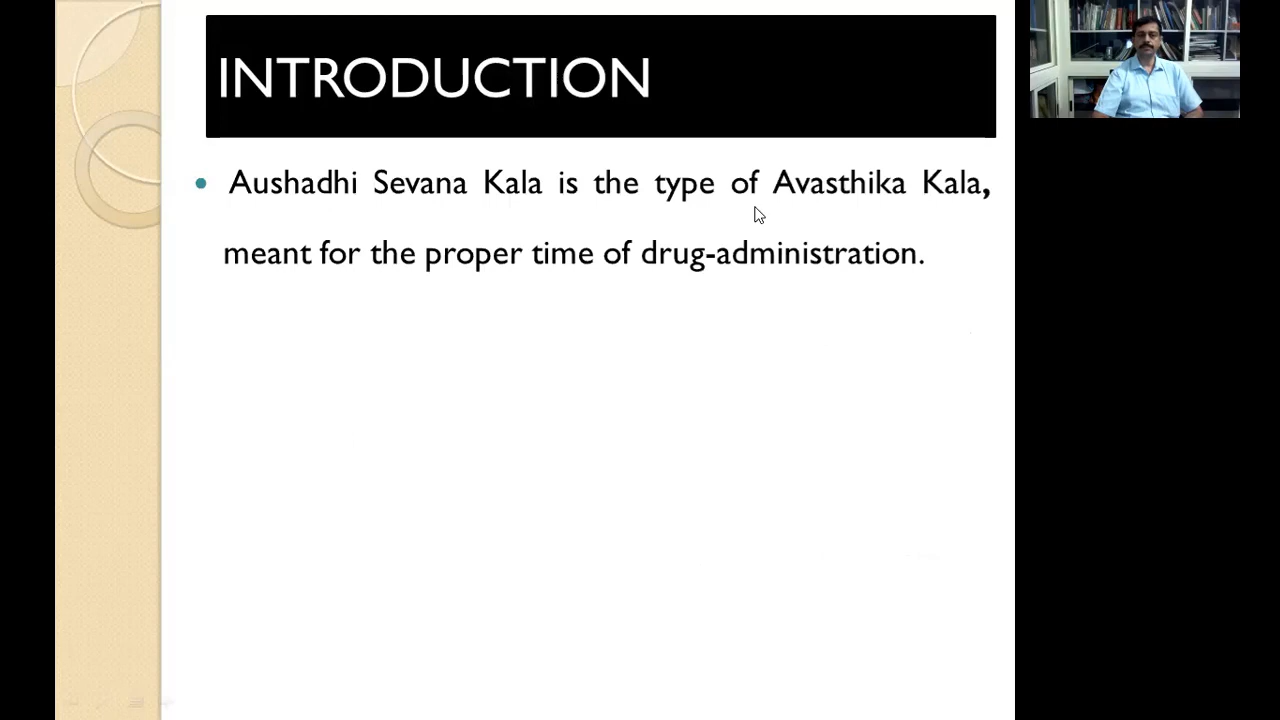 INTRODUCTION
• Aushadhi Sevana Kala is the type of Avasthika Kala,
meant for the proper time of drug-administration.